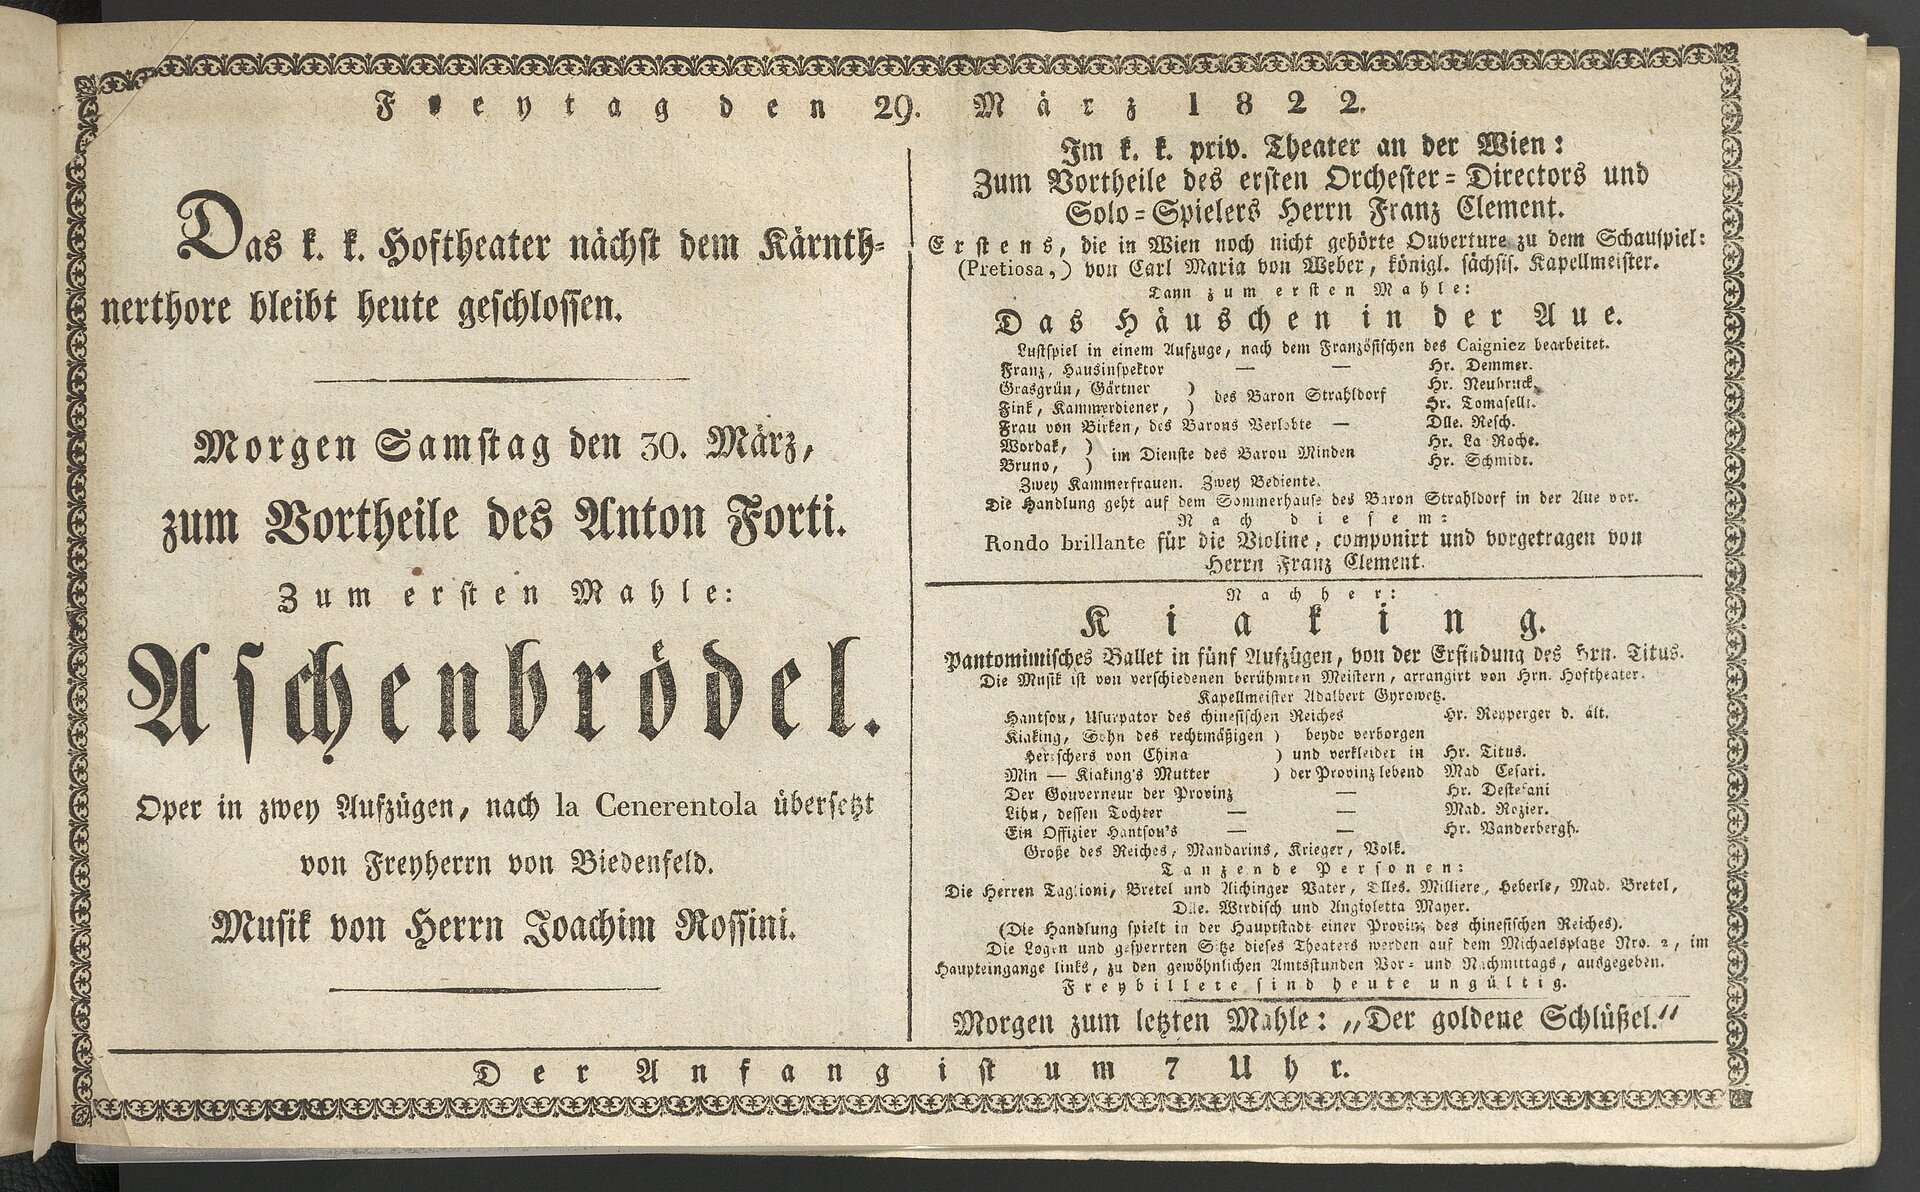 Freytag den 29. März 1822.
Das k. k. Hoftheater nächst dem Kärnth-
nerthore bleibt heute geschlossen.
Morgen Samstag den 30. März,
zum Vortheile des Anton Forti.
Zum ersten Mahle:
Aschenbrödel.
Oper in zwey Aufzügen, nach la Cenerentola übersetzt
von Freyherrn von Biedenfeld.
Musik von Herrn Joachim Rossini.
Im k. k. priv. Theater an der Wien:
Zum Vortheile des ersten Orchester-Directors und
Solo-Spielers Herrn Franz Clement.
Erstens, die in Wien noch nicht gehörte Ouverture zu dem Schauspiel:
(Pretiosa,) von Carl Maria von Weber, königl. sächsis. Kapellmeister.
Dann zum ersten Mahle:
Das Häuschen in der Aue.
Lustspiel in einem Aufzuge, nach dem Französischen des Caigniez bearbeitet.
Franz, Hausinspektor — — Hr. Demmer.
Grasgrün, Gärtner ) des Baron Strahldorf Hr. Neubruck.
Fink, Kammerdiener, ) Hr. Tomaselli.
Frau von Birken, des Barons Verlobte — Dlle. Resch.
Wordak, ) im Dienste des Barou Minden Hr. La Roche.
Bruno, ) Hr. Schmidt.
Zwey Kammerfrauen. Zwey Bediente.
Die Handlung geht auf dem Sommerhause des Baron Strahldorf in der Aue vor.
Nach diesem:
Rondo brillante für die Violine, componirt und vorgetragen von
Herrn Franz Clement.
Nachher:
Kiaking.
Pantomimisches Ballet in fünf Aufzügen, von der Erfindung des Hrn. Titus.
Die Musik ist von verschiedenen berühmten Meistern, arrangirt von Hrn. Hoftheater-
Kapellmeister Adalbert Gyrowetz.
Hantsou, Usurpator des chinesischen Reiches Hr. Reyperger d. ält.
Kiaking, Sohn des rechtmäßigen ) beyde verborgen
Herrschers von China ) und verkleidet in Hr. Titus.
Min — Kiaking's Mutter ) der Provinz lebend Mad Cesari.
Der Gouverneur der Provinz — Hr. Destefani
Lihu, dessen Tochter — — Mad. Rozier.
Ein Offizier Hantsou's — — Hr. Vanderbergh.
Große des Reiches, Mandarins, Krieger, Volk.
Tanzende Personen:
Die Herren Taglioni, Bretel und Aichinger Vater, Dlles. Milliere, Heberle, Mad. Bretel,
Dlle. Wirdisch und Angioletta Mayer.
(Die Handlung spielt in der Hauptstadt einer Provinz des chinesischen Reiches).
Die Logen und gesperrten Sitze dieses Theaters werden auf dem Michaelsplatze Nro. 2, im
Haupteingange links, zu den gewöhnlichen Amtsstunden Vor- und Nachmittags, ausgegeben.
Freybillete sind heute ungültig.
Morgen zum letzten Mahle: „Der goldene Schlüßel."
Der Anfang ist um 7 Uhr.